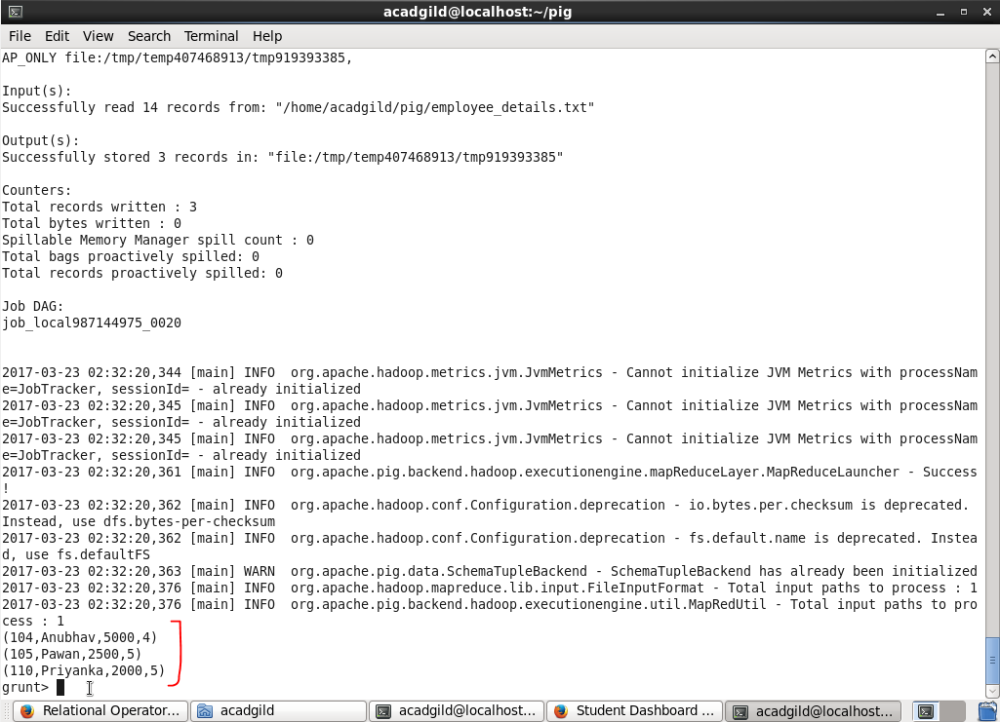 acadgild@localhost:~/pig
File Edit View Search Terminal Help
AP_ONLY file:/tmp/temp407468913/tmp919393385,
Input(s):
Successfully read 14 records from: "/home/acadgild/pig/employee_details.txt"
Output(s):
Successfully stored 3 records in: "file:/tmp/temp407468913/tmp919393385"
Counters:
Total records written : 3
Total bytes written : 0
Spillable Memory Manager spill count : 0
Total bags proactively spilled: 0
Total records proactively spilled: 0
Job DAG:
job_local987144975_0020
2017-03-23 02:32:20,344 [main] INFO  org.apache.hadoop.metrics.jvm.JvmMetrics - Cannot initialize JVM Metrics with processNam
e=JobTracker, sessionId= - already initialized
2017-03-23 02:32:20,345 [main] INFO  org.apache.hadoop.metrics.jvm.JvmMetrics - Cannot initialize JVM Metrics with processNam
e=JobTracker, sessionId= - already initialized
2017-03-23 02:32:20,345 [main] INFO  org.apache.hadoop.metrics.jvm.JvmMetrics - Cannot initialize JVM Metrics with processNam
e=JobTracker, sessionId= - already initialized
2017-03-23 02:32:20,361 [main] INFO  org.apache.pig.backend.hadoop.executionengine.mapReduceLayer.MapReduceLauncher - Success
!
2017-03-23 02:32:20,362 [main] INFO  org.apache.hadoop.conf.Configuration.deprecation - io.bytes.per.checksum is deprecated.
Instead, use dfs.bytes-per-checksum
2017-03-23 02:32:20,362 [main] INFO  org.apache.hadoop.conf.Configuration.deprecation - fs.default.name is deprecated. Instea
d, use fs.defaultFS
2017-03-23 02:32:20,363 [main] WARN  org.apache.pig.data.SchemaTupleBackend - SchemaTupleBackend has already been initialized
2017-03-23 02:32:20,376 [main] INFO  org.apache.hadoop.mapreduce.lib.input.FileInputFormat - Total input paths to process : 1
2017-03-23 02:32:20,376 [main] INFO  org.apache.pig.backend.hadoop.executionengine.util.MapRedUtil - Total input paths to pro
cess : 1
(104,Anubhav,5000,4)
(105,Pawan,2500,5)
(110,Priyanka,2000,5)
grunt>
Relational Operator... acadgild acadgild@localhost... Student Dashboard ... acadgild@localhost...